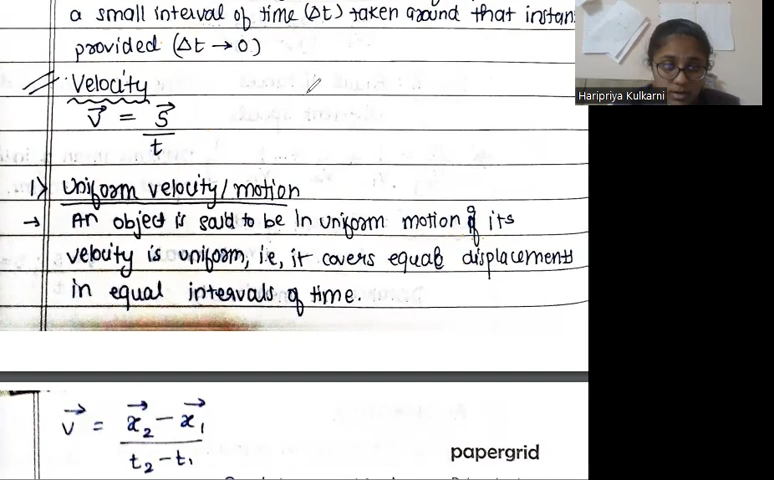 a small interval of time (Δt) taken around that instan
provided (Δt → 0)
Velocity
v⃗ = s⃗ / t
1) Uniform velocity/motion
→ An object is said to be in uniform motion if its
velocity is uniform, i.e, it covers equal displacements
in equal intervals of time.
v⃗ = x⃗₂ - x⃗₁ / t₂ - t₁
papergrid
Haripriya Kulkarni